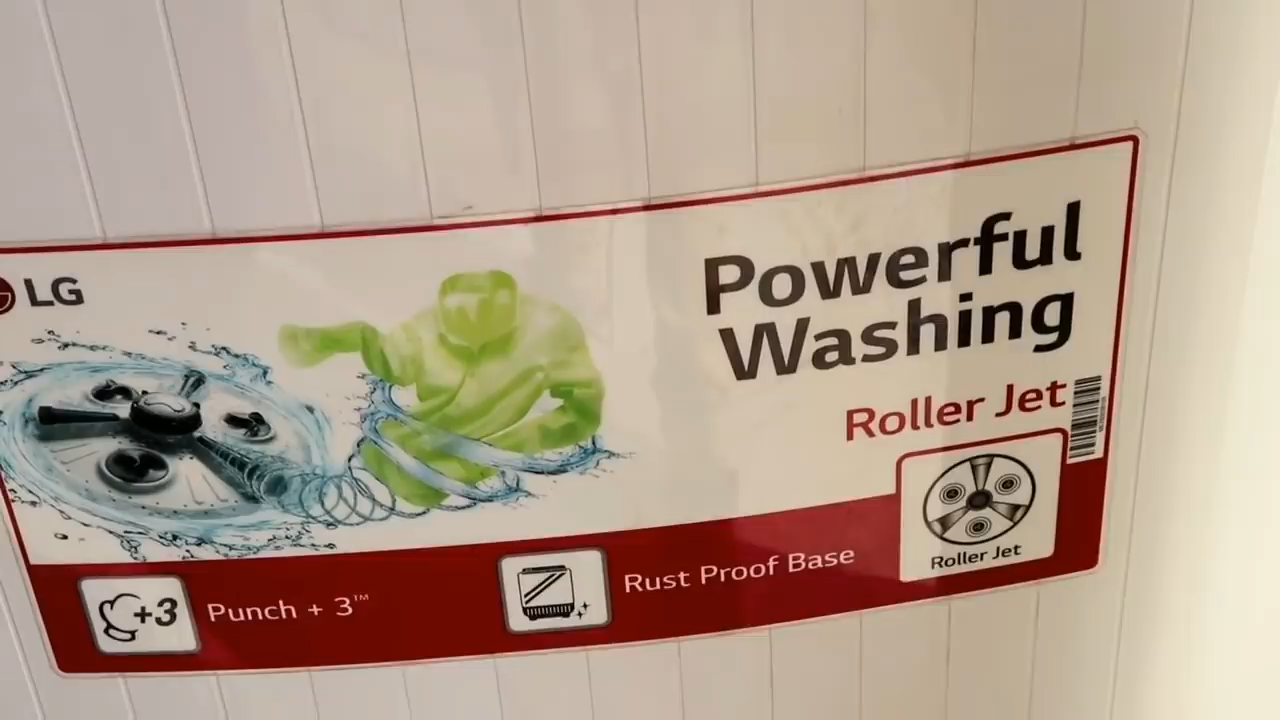 LG
Powerful
Washing
Roller Jet
Roller Jet
+3 Punch + 3™
Rust Proof Base